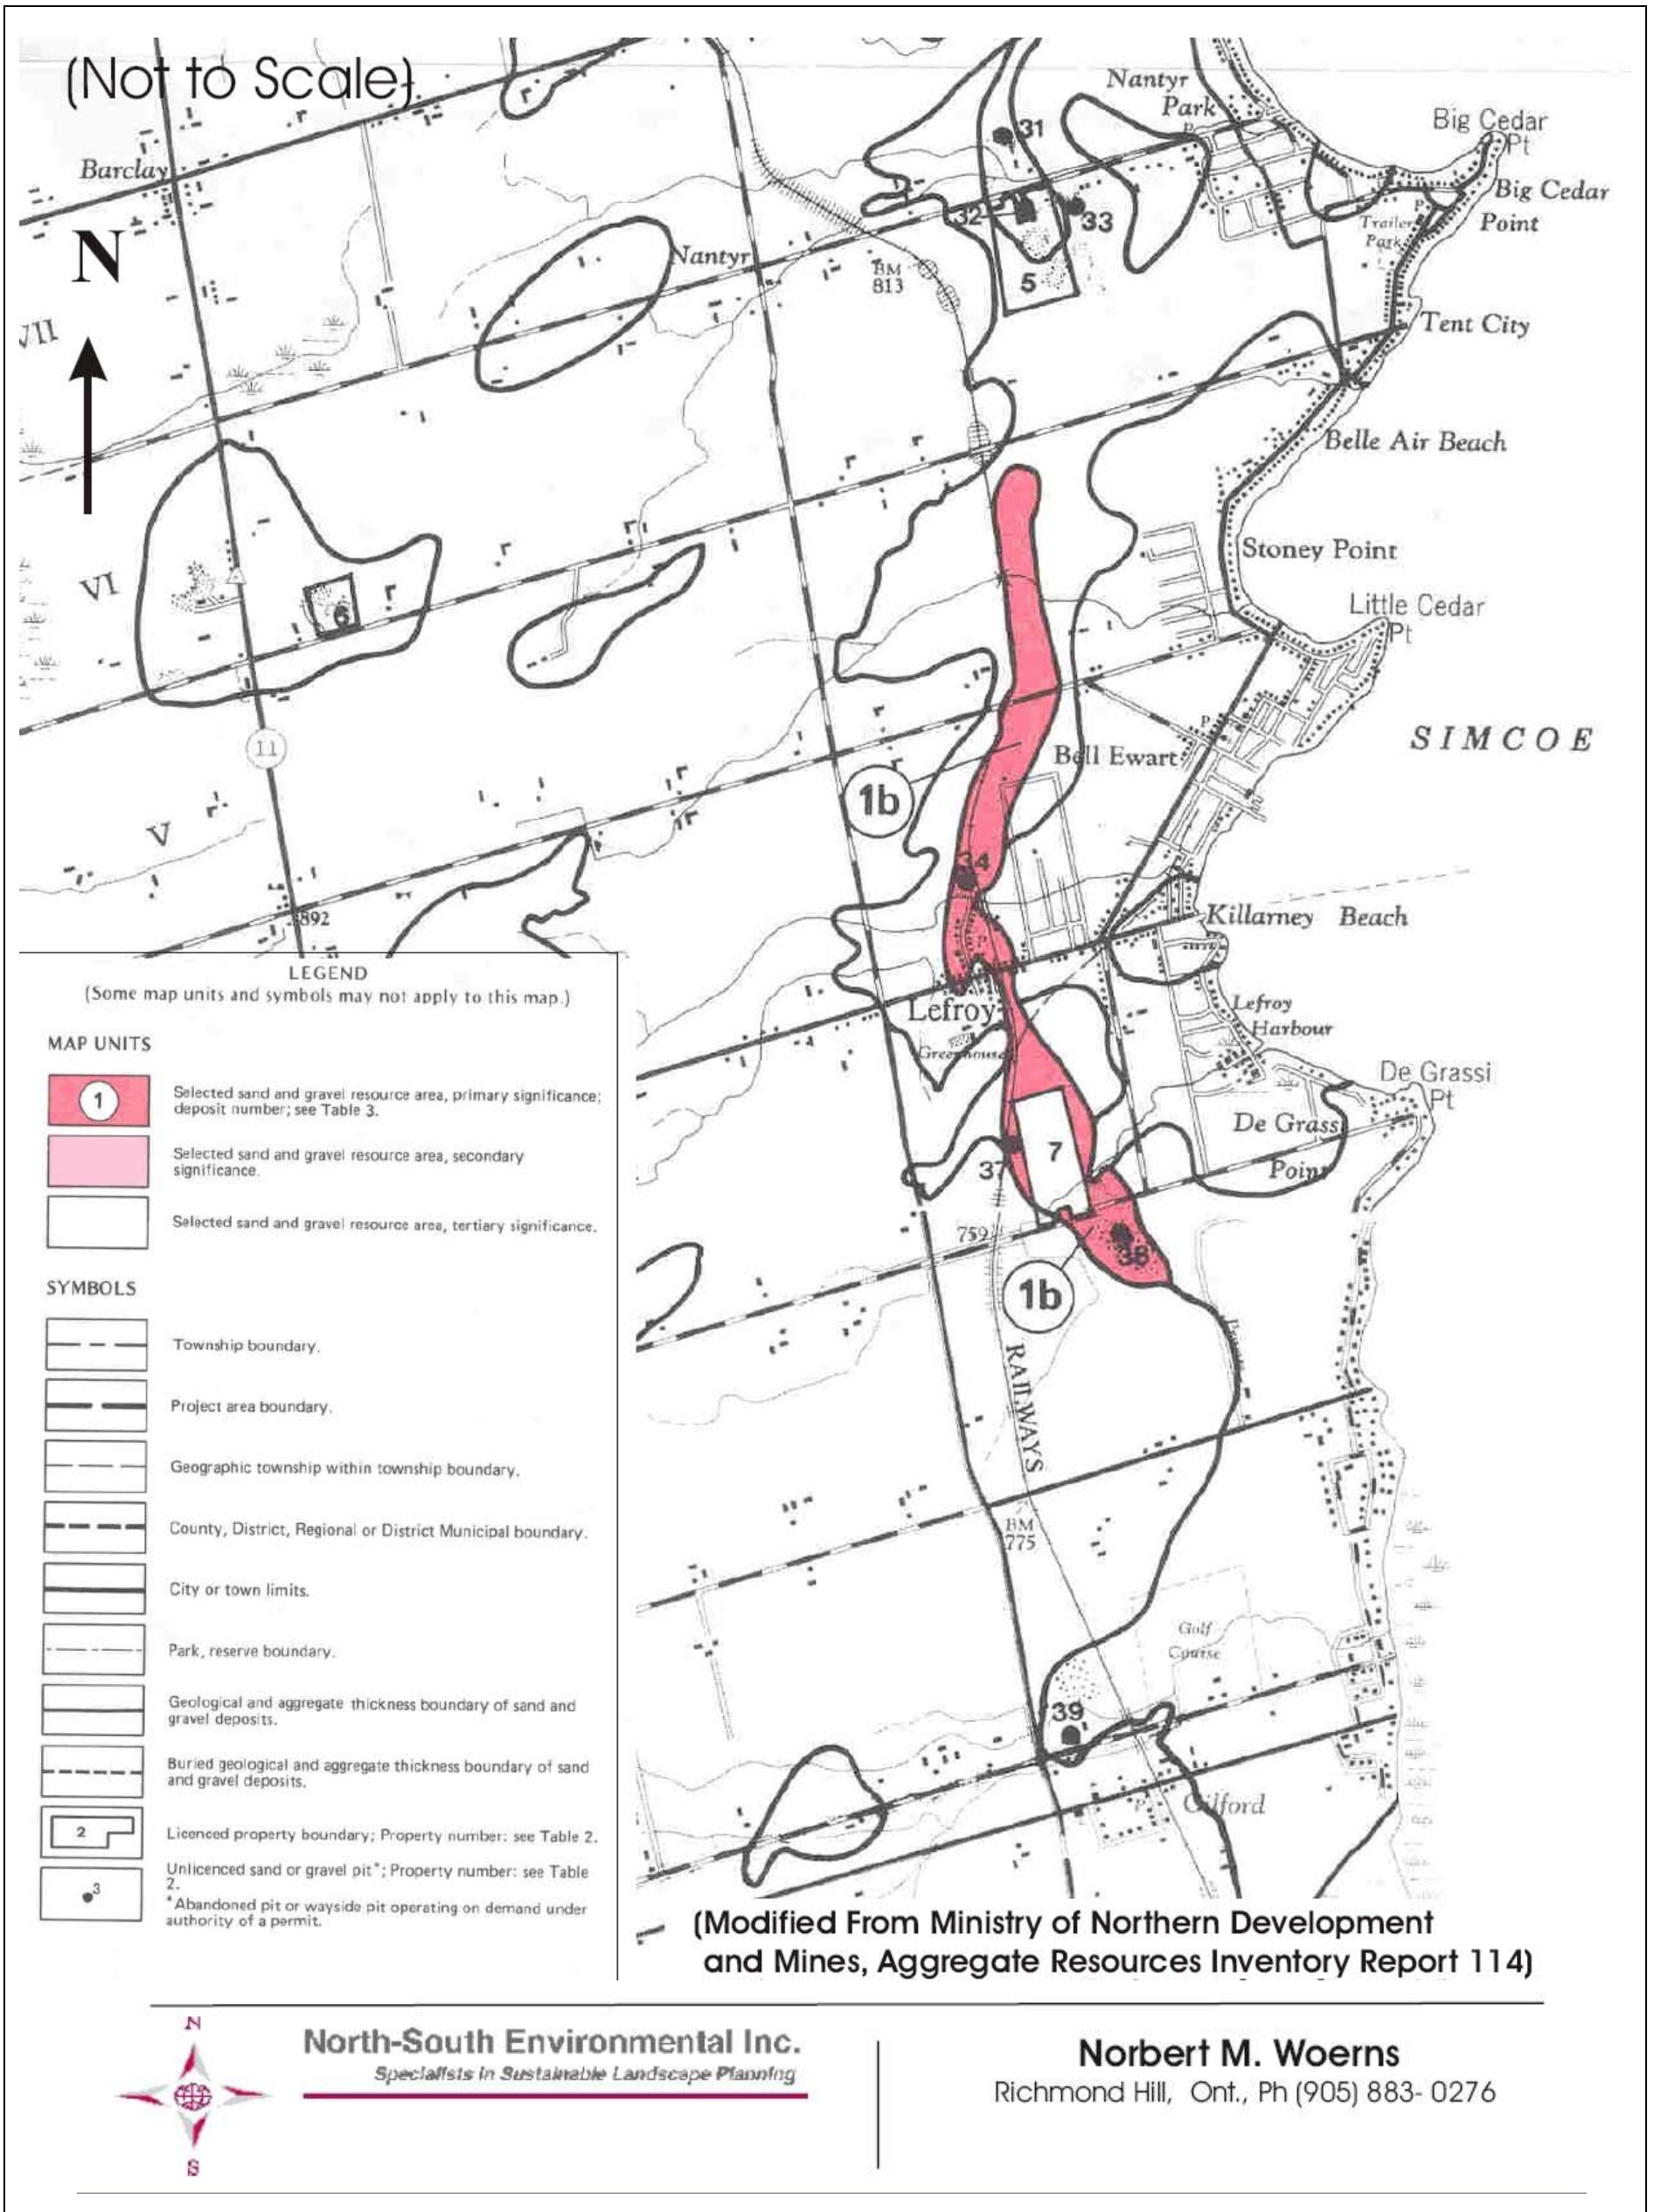 (Not to Scale)
Nantyr
Park
P
31
Big Cedar
Pt
Barclay
Big Cedar
Point
Trailer
Park
P
32
33
N
Nantyr
BM
813
5
VII
Tent City
Belle Air Beach
Stoney Point
VI
6
Little Cedar
Pt
11
P
SIMCOE
Bell Ewart
1b
V
34
892
Killarney Beach
P
Lefroy
Greenhouse
Lefroy
Harbour
De Grassi
Pt
De Grassi
Point
7
37
759
38
1b
RAILWAYS
BM
775
Golf
Course
39
P
Gilford
LEGEND
(Some map units and symbols may not apply to this map.)
MAP UNITS
1
Selected sand and gravel resource area, primary significance;
deposit number; see Table 3.
Selected sand and gravel resource area, secondary
significance.
Selected sand and gravel resource area, tertiary significance.
SYMBOLS
Township boundary.
Project area boundary.
Geographic township within township boundary.
County, District, Regional or District Municipal boundary.
City or town limits.
Park, reserve boundary.
Geological and aggregate thickness boundary of sand and
gravel deposits.
Buried geological and aggregate thickness boundary of sand
and gravel deposits.
2
Licenced property boundary; Property number: see Table 2.
3
Unlicenced sand or gravel pit*; Property number: see Table
2.
*Abandoned pit or wayside pit operating on demand under
authority of a permit.
(Modified From Ministry of Northern Development
and Mines, Aggregate Resources Inventory Report 114)
N
S
North-South Environmental Inc.
Specialists in Sustainable Landscape Planning
Norbert M. Woerns
Richmond Hill, Ont., Ph (905) 883- 0276